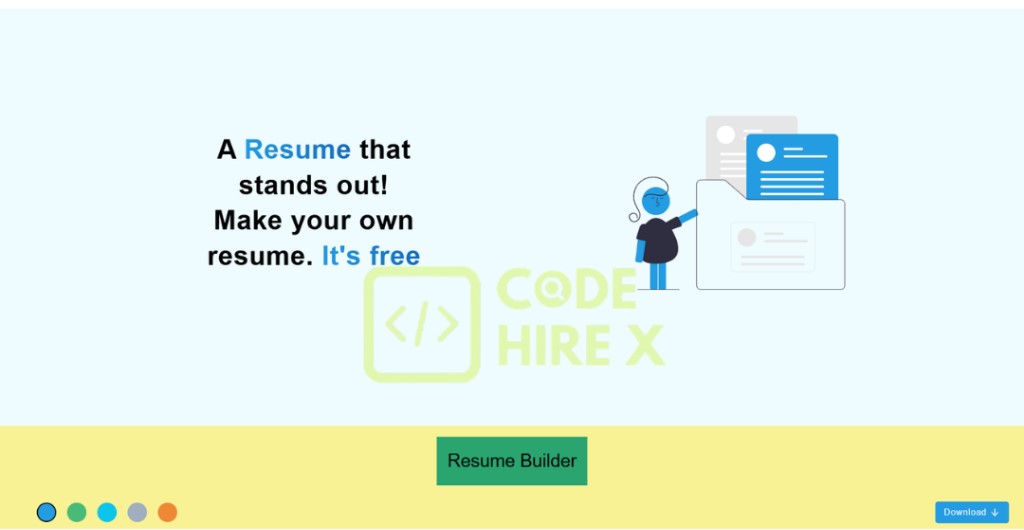 A Resume that
stands out!
Make your own
resume. It's free
</>
CODE
HIRE X
Resume Builder
Download ↓